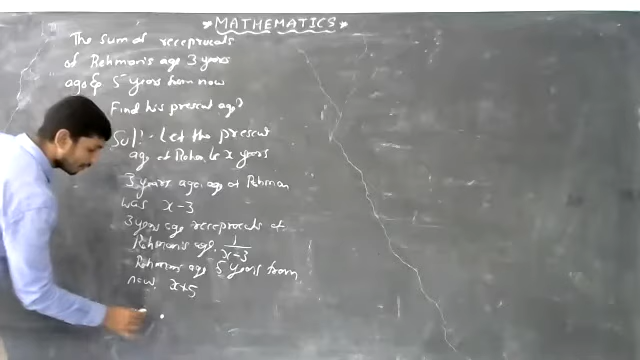 *MATHEMATICS*
The sum of receprocals
of Rehman's age 3 years
ago & 5 years from now
Find his present age?
Sol:- Let the present
age of Rehman be x years
3 years ago, age of Rehman
was x-3
3 years ago receprocals of
Rehman's age 1/(x-3)
Rehman's age 5 years from
now x+5